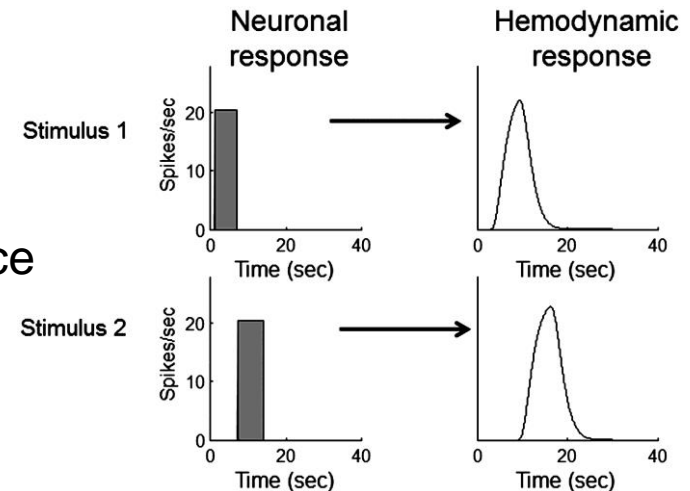 Neuronal
response
Hemodynamic
response
Stimulus 1
Spikes/sec
20
10
0
0 20 40
Time (sec)
0 20 40
Time (sec)
ce
Stimulus 2
Spikes/sec
20
10
0
0 20 40
Time (sec)
0 20 40
Time (sec)